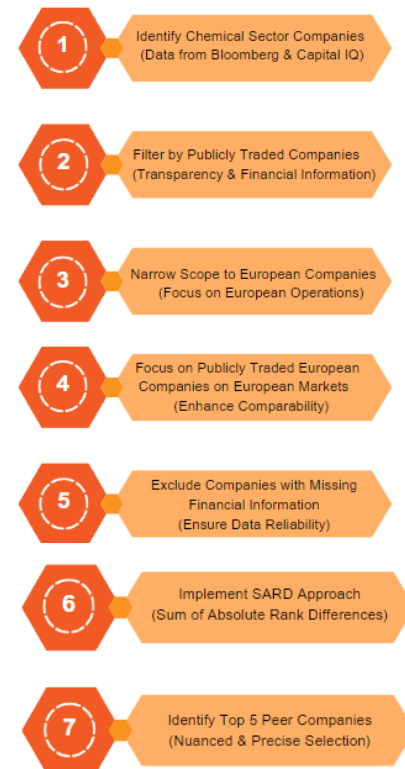 1
Identify Chemical Sector Companies
(Data from Bloomberg & Capital IQ)
2
Filter by Publicly Traded Companies
(Transparency & Financial Information)
3
Narrow Scope to European Companies
(Focus on European Operations)
4
Focus on Publicly Traded European
Companies on European Markets
(Enhance Comparability)
5
Exclude Companies with Missing
Financial Information
(Ensure Data Reliability)
6
Implement SARD Approach
(Sum of Absolute Rank Differences)
7
Identify Top 5 Peer Companies
(Nuanced & Precise Selection)